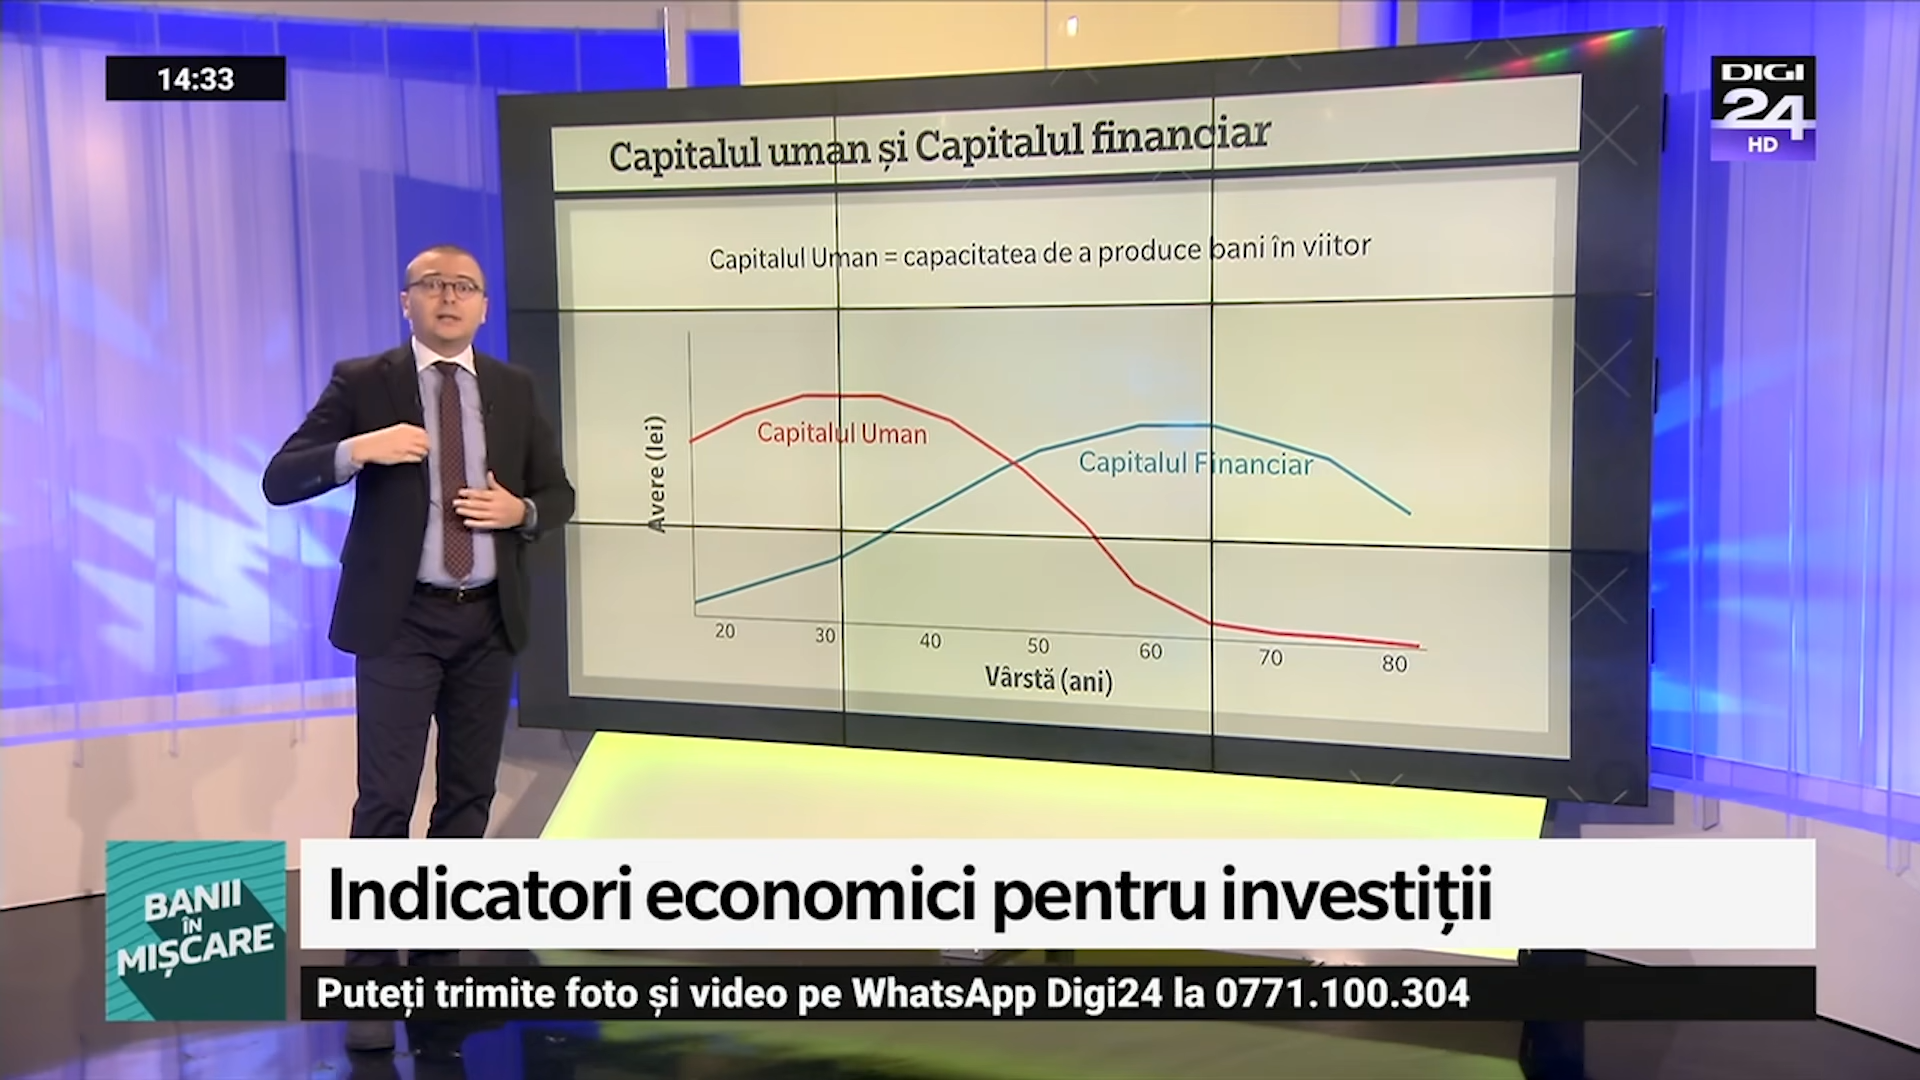 14:33
DIGI
24
HD
Capitalul uman și Capitalul financiar
Capitalul Uman = capacitatea de a produce bani în viitor
Avere (lei)
Capitalul Uman
Capitalul Financiar
20 30 40 50 60 70 80
Vârstă (ani)
BANII
ÎN
MIȘCARE
Indicatori economici pentru investiții
Puteți trimite foto și video pe WhatsApp Digi24 la 0771.100.304